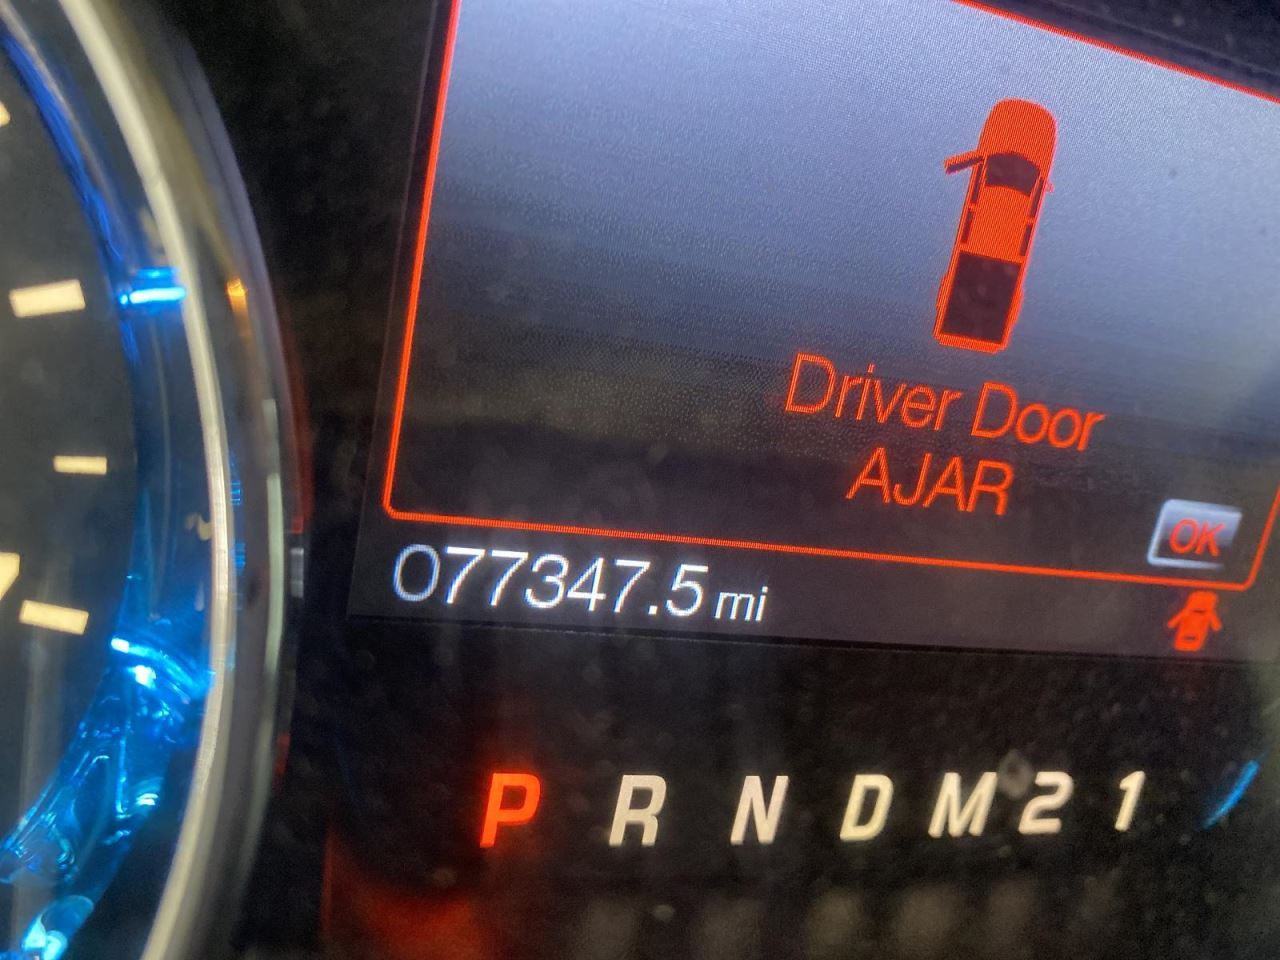 Driver Door
AJAR
OK
077347.5 mi
P R N D M 2 1